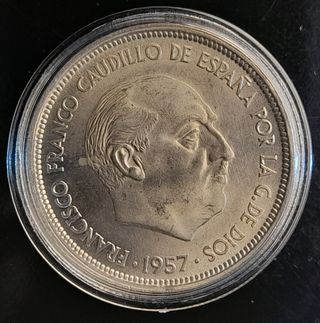 FRANCISCO FRANCO CAUDILLO DE ESPAÑA POR LA G. DE DIOS
· 1957 ·